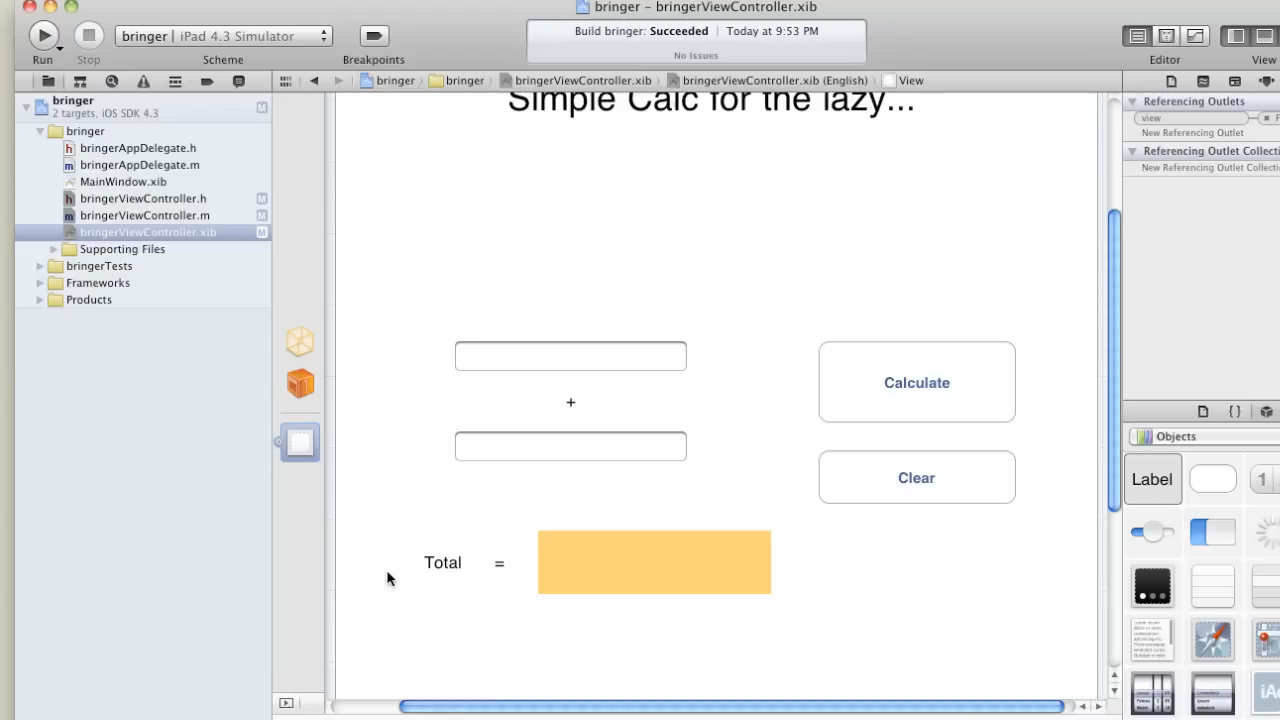 bringer – bringerViewController.xib
bringer | iPad 4.3 Simulator
Build bringer: Succeeded | Today at 9:53 PM
No Issues
Run
Stop
Scheme
Breakpoints
Editor
View
bringer
bringer
bringerViewController.xib
bringerViewController.xib (English)
View
bringer
2 targets, iOS SDK 4.3
M
bringer
bringerAppDelegate.h
bringerAppDelegate.m
MainWindow.xib
bringerViewController.h
M
bringerViewController.m
M
bringerViewController.xib
M
Supporting Files
bringerTests
Frameworks
Products
Simple Calc for the lazy...
+
Calculate
Clear
Total =
Referencing Outlets
view
New Referencing Outlet
Referencing Outlet Collecti
New Referencing Outlet Collecti
{ }
Objects
Label
1
iA